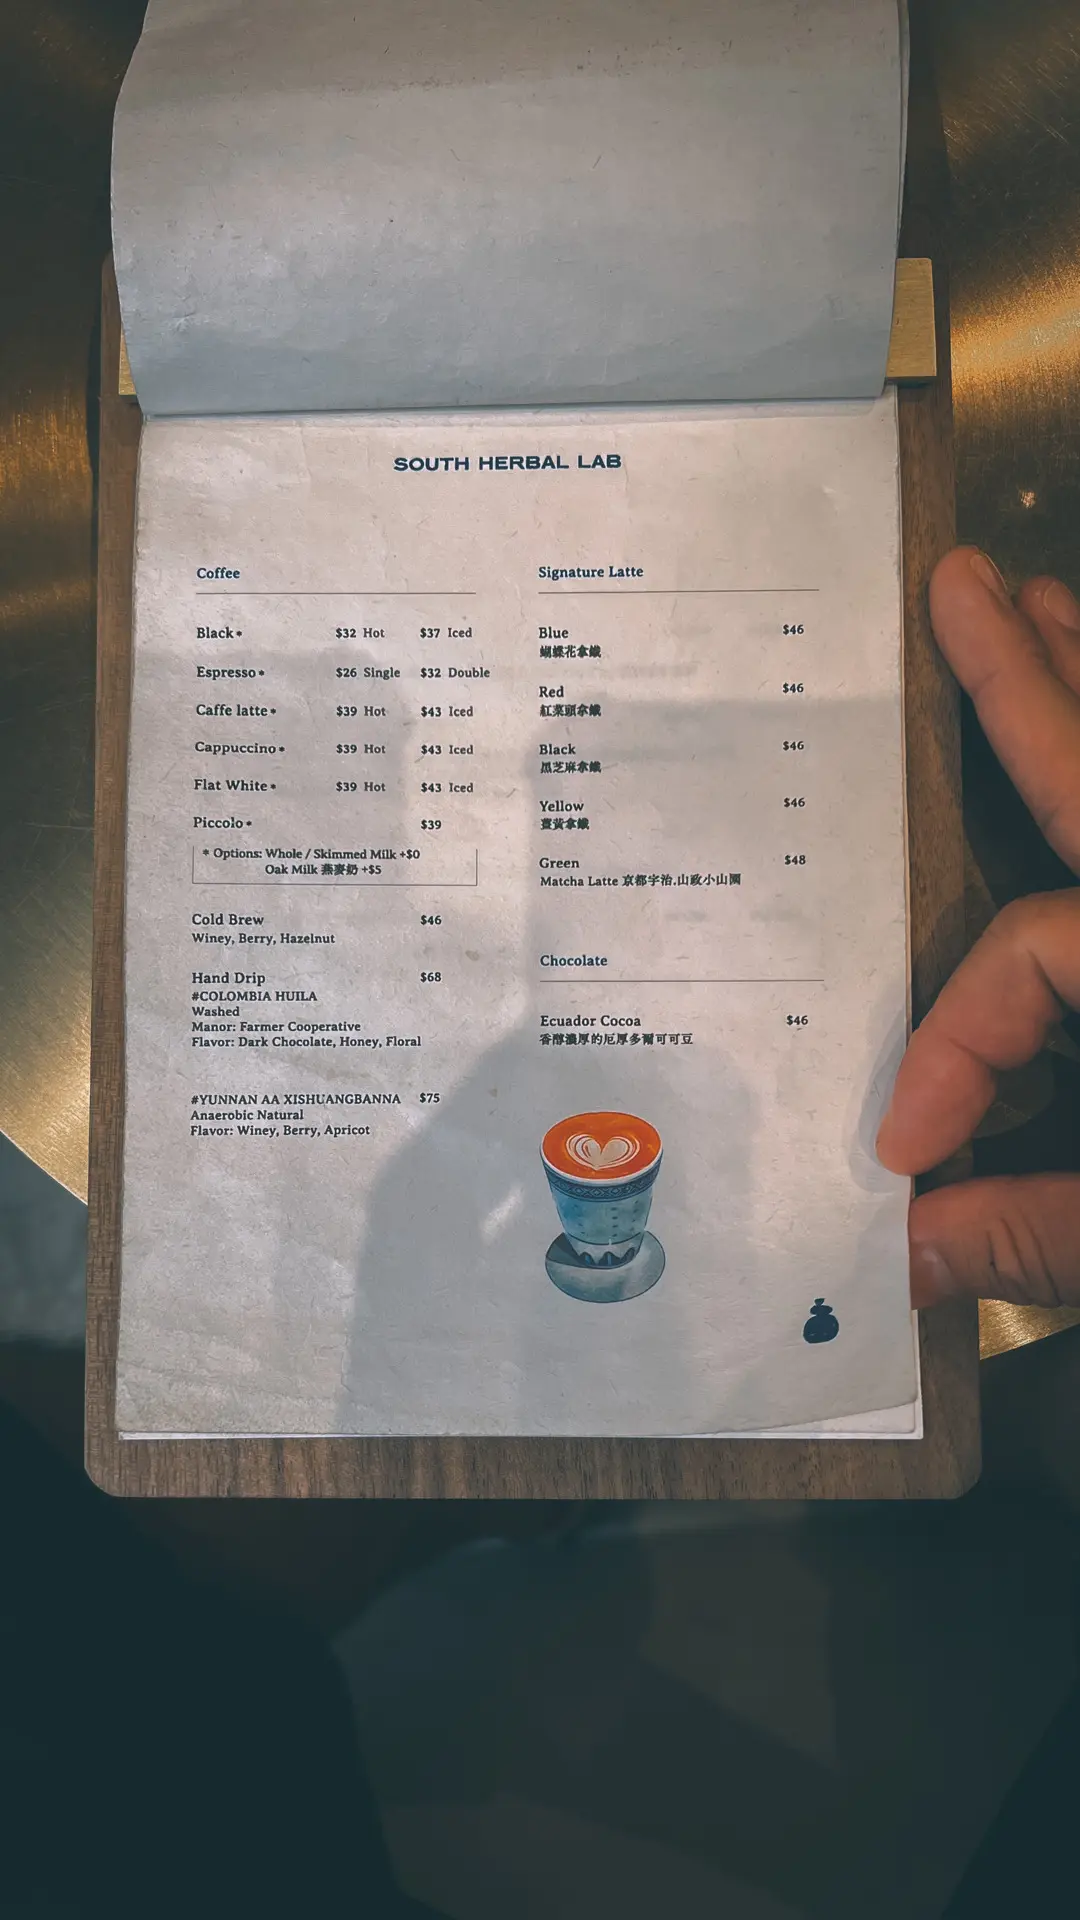 SOUTH HERBAL LAB
Coffee
Black* $32 Hot $37 Iced
Espresso* $26 Single $32 Double
Caffe latte* $39 Hot $43 Iced
Cappuccino* $39 Hot $43 Iced
Flat White* $39 Hot $43 Iced
Piccolo* $39
* Options: Whole / Skimmed Milk +$0
Oak Milk 燕麥奶 +$5
Cold Brew $46
Winey, Berry, Hazelnut
Hand Drip $68
#COLOMBIA HUILA
Washed
Manor: Farmer Cooperative
Flavor: Dark Chocolate, Honey, Floral
#YUNNAN AA XISHUANGBANNA $75
Anaerobic Natural
Flavor: Winey, Berry, Apricot
Signature Latte
Blue $46
蝴蝶花拿鐵
Red $46
紅菜頭拿鐵
Black $46
黑芝麻拿鐵
Yellow $46
薑黃拿鐵
Green $48
Matcha Latte 京都宇治.山政小山園
Chocolate
Ecuador Cocoa $46
香醇濃厚的厄厚多爾可可豆